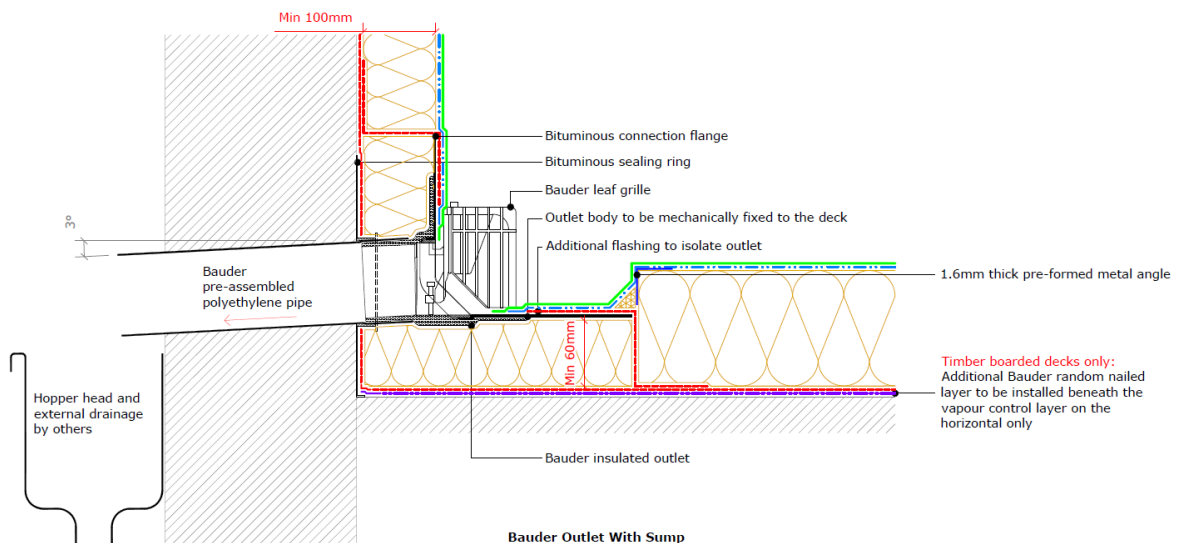 Min 100mm
Bituminous connection flange
Bituminous sealing ring
Bauder leaf grille
Outlet body to be mechanically fixed to the deck
Additional flashing to isolate outlet
3°
Bauder
pre-assembled
polyethylene pipe
1.6mm thick pre-formed metal angle
Min 60mm
Timber boarded decks only:
Additional Bauder random nailed
layer to be installed beneath the
vapour control layer on the
horizontal only
Hopper head and
external drainage
by others
Bauder insulated outlet
Bauder Outlet With Sump